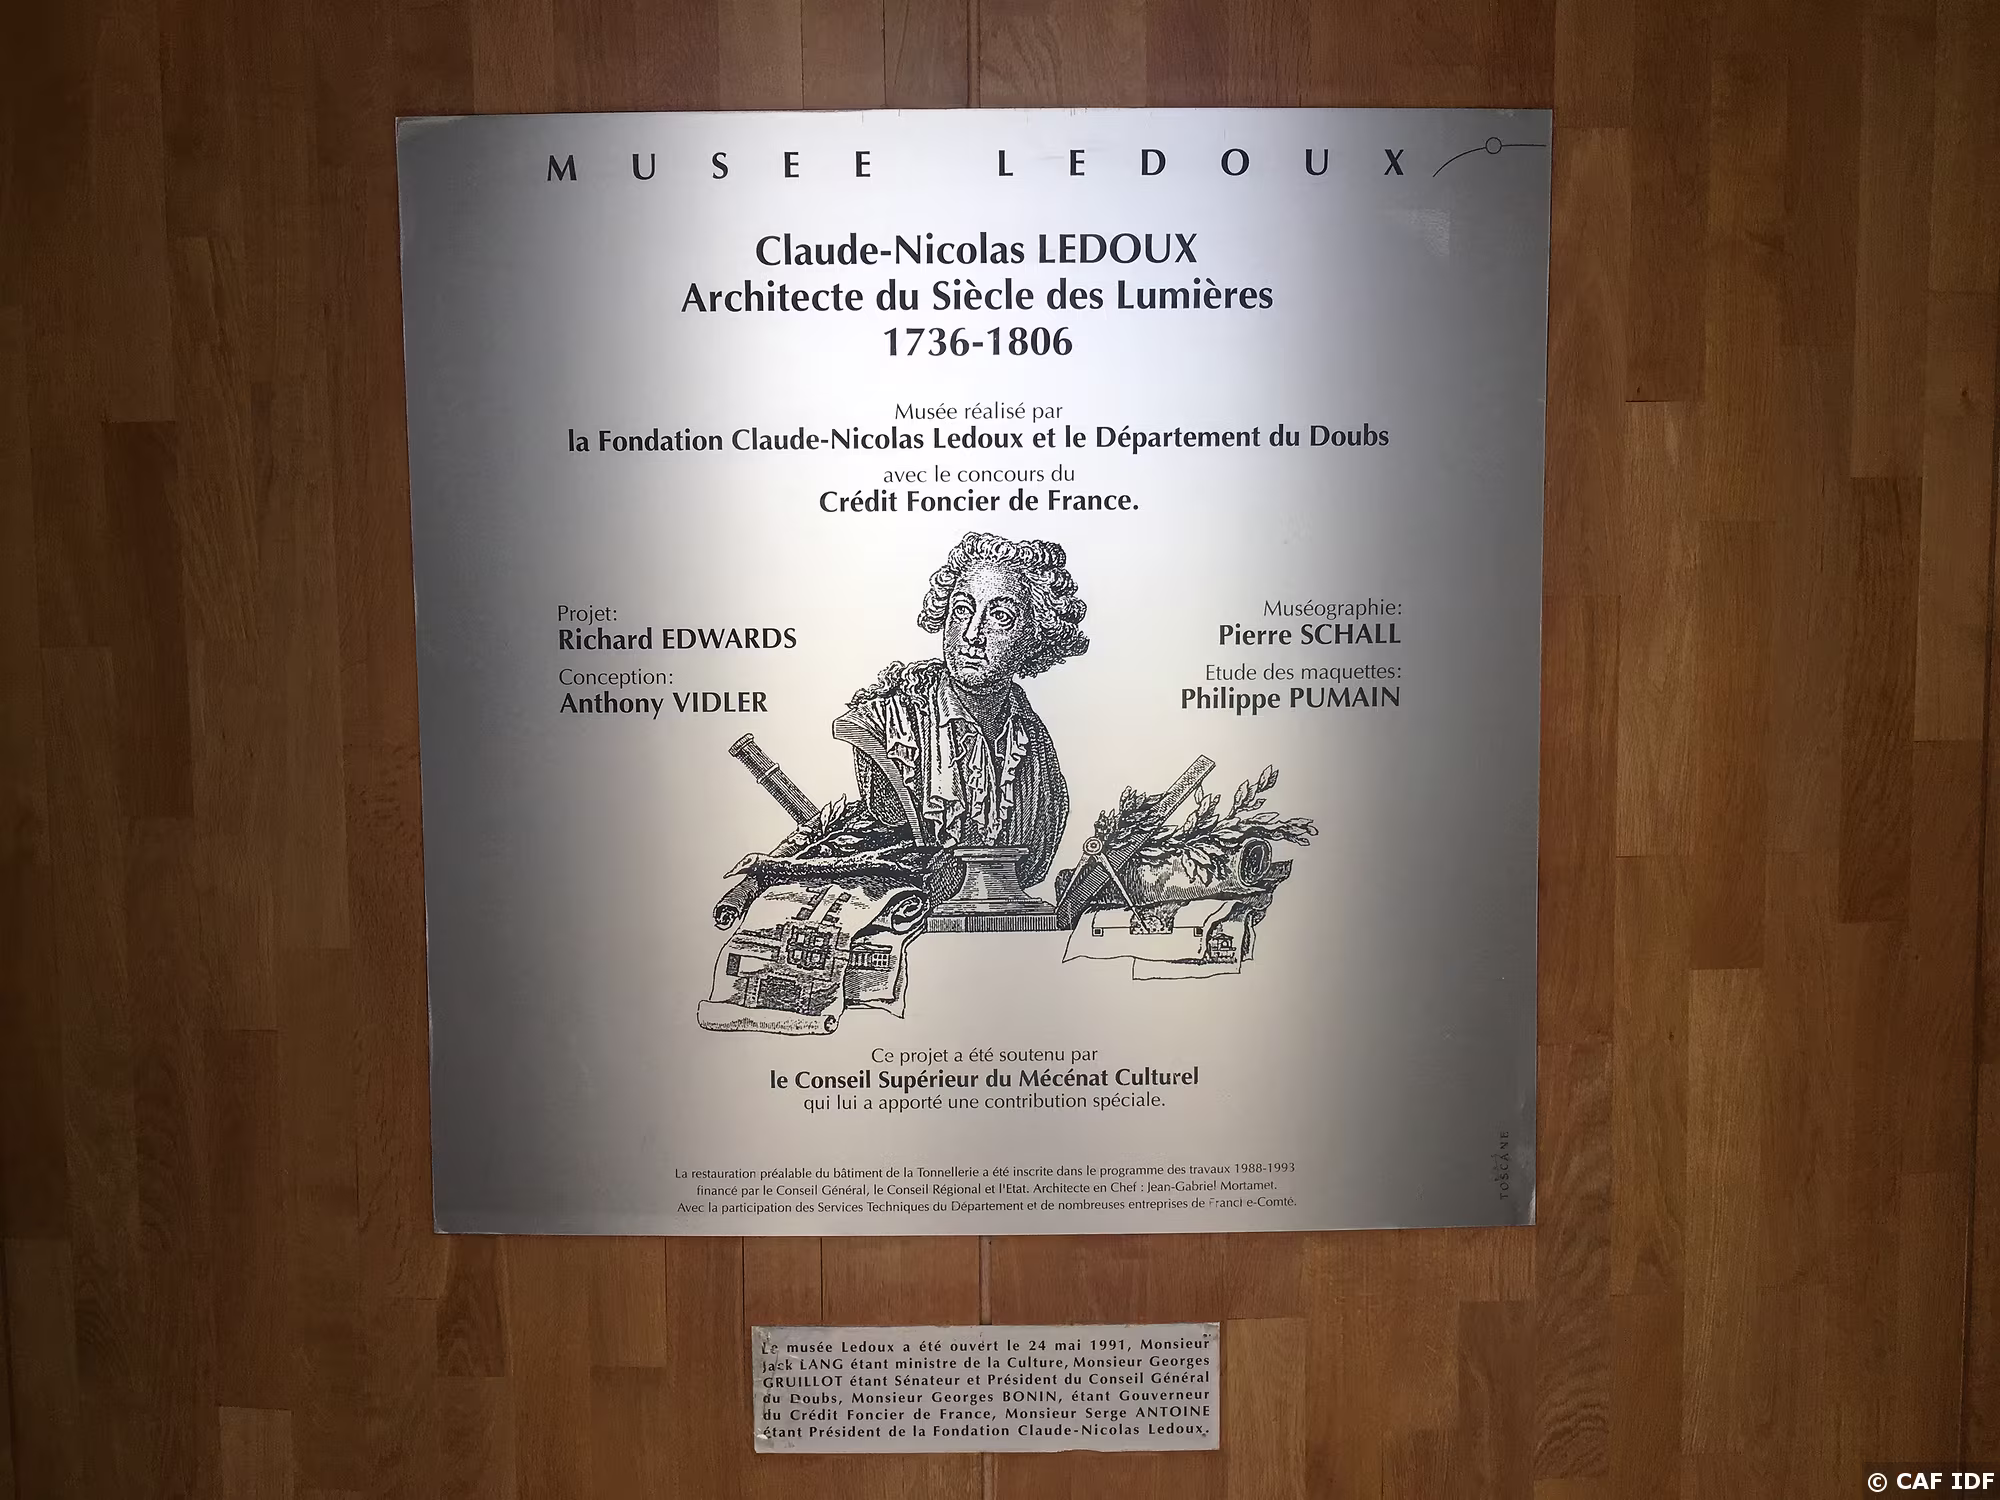 MUSEE LEDOUX
Claude-Nicolas LEDOUX
Architecte du Siècle des Lumières
1736-1806
Musée réalisé par
la Fondation Claude-Nicolas Ledoux et le Département du Doubs
avec le concours du
Crédit Foncier de France.
Projet:
Richard EDWARDS
Conception:
Anthony VIDLER
Muséographie:
Pierre SCHALL
Etude des maquettes:
Philippe PUMAIN
Ce projet a été soutenu par
le Conseil Supérieur du Mécénat Culturel
qui lui a apporté une contribution spéciale.
La restauration préalable du bâtiment de la Tonnellerie a été inscrite dans le programme des travaux 1988-1993
financé par le Conseil Général, le Conseil Régional et l'Etat. Architecte en Chef : Jean-Gabriel Mortamet.
Avec la participation des Services Techniques du Département et de nombreuses entreprises de
TOSCANE
Le musée Ledoux a été ouvert le 24 mai 1991, Monsieur
Jack LANG étant ministre de la Culture, Monsieur Georges
GRUILLOT étant Sénateur et Président du Conseil Général
du Doubs, Monsieur Georges BONIN, étant Gouverneur
du Crédit Foncier de France, Monsieur Serge ANTOINE
étant Président de la Fondation Claude-Nicolas Ledoux.
© CAF IDF